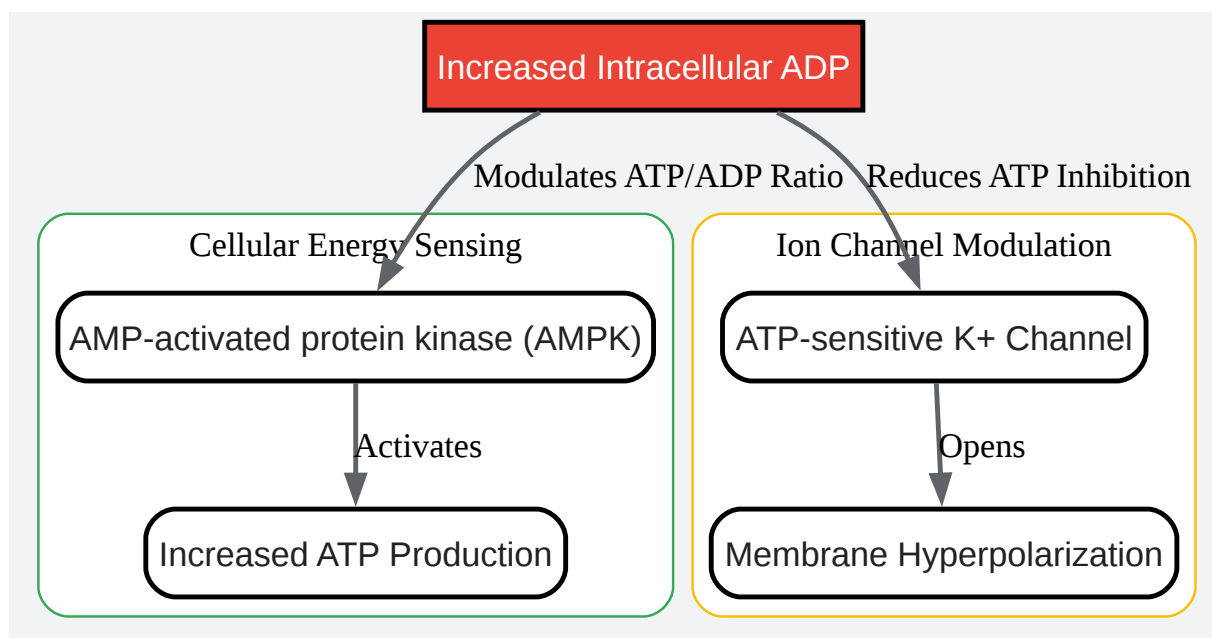 Increased Intracellular ADP
Modulates ATP/ADP Ratio
Reduces ATP Inhibition
Cellular Energy Sensing
Ion Channel Modulation
AMP-activated protein kinase (AMPK)
ATP-sensitive K+ Channel
Activates
Opens
Increased ATP Production
Membrane Hyperpolarization